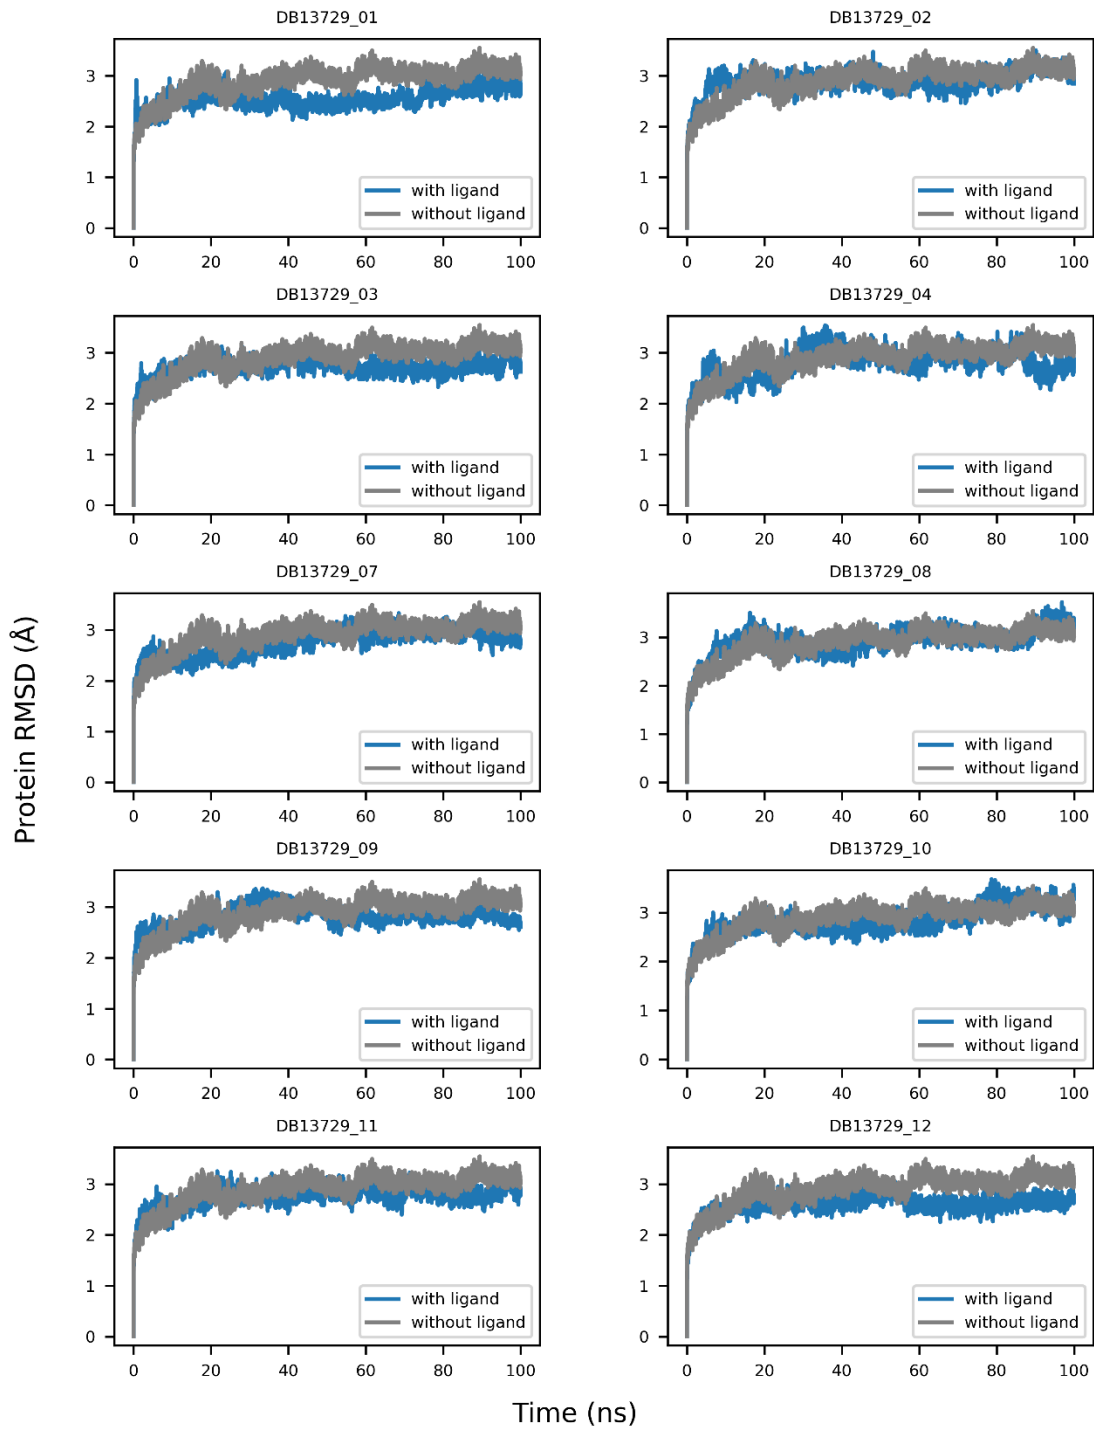 DB13729_01
3
2
1
0
with ligand
without ligand
0 20 40 60 80 100
DB13729_02
3
2
1
0
with ligand
without ligand
0 20 40 60 80 100
DB13729_03
3
2
1
0
with ligand
without ligand
0 20 40 60 80 100
DB13729_04
3
2
1
0
with ligand
without ligand
0 20 40 60 80 100
DB13729_07
3
2
1
0
with ligand
without ligand
0 20 40 60 80 100
DB13729_08
3
2
1
0
with ligand
without ligand
0 20 40 60 80 100
DB13729_09
3
2
1
0
with ligand
without ligand
0 20 40 60 80 100
DB13729_10
3
2
1
0
with ligand
without ligand
0 20 40 60 80 100
DB13729_11
3
2
1
0
with ligand
without ligand
0 20 40 60 80 100
DB13729_12
3
2
1
0
with ligand
without ligand
0 20 40 60 80 100
Protein RMSD (Å)
Time (ns)